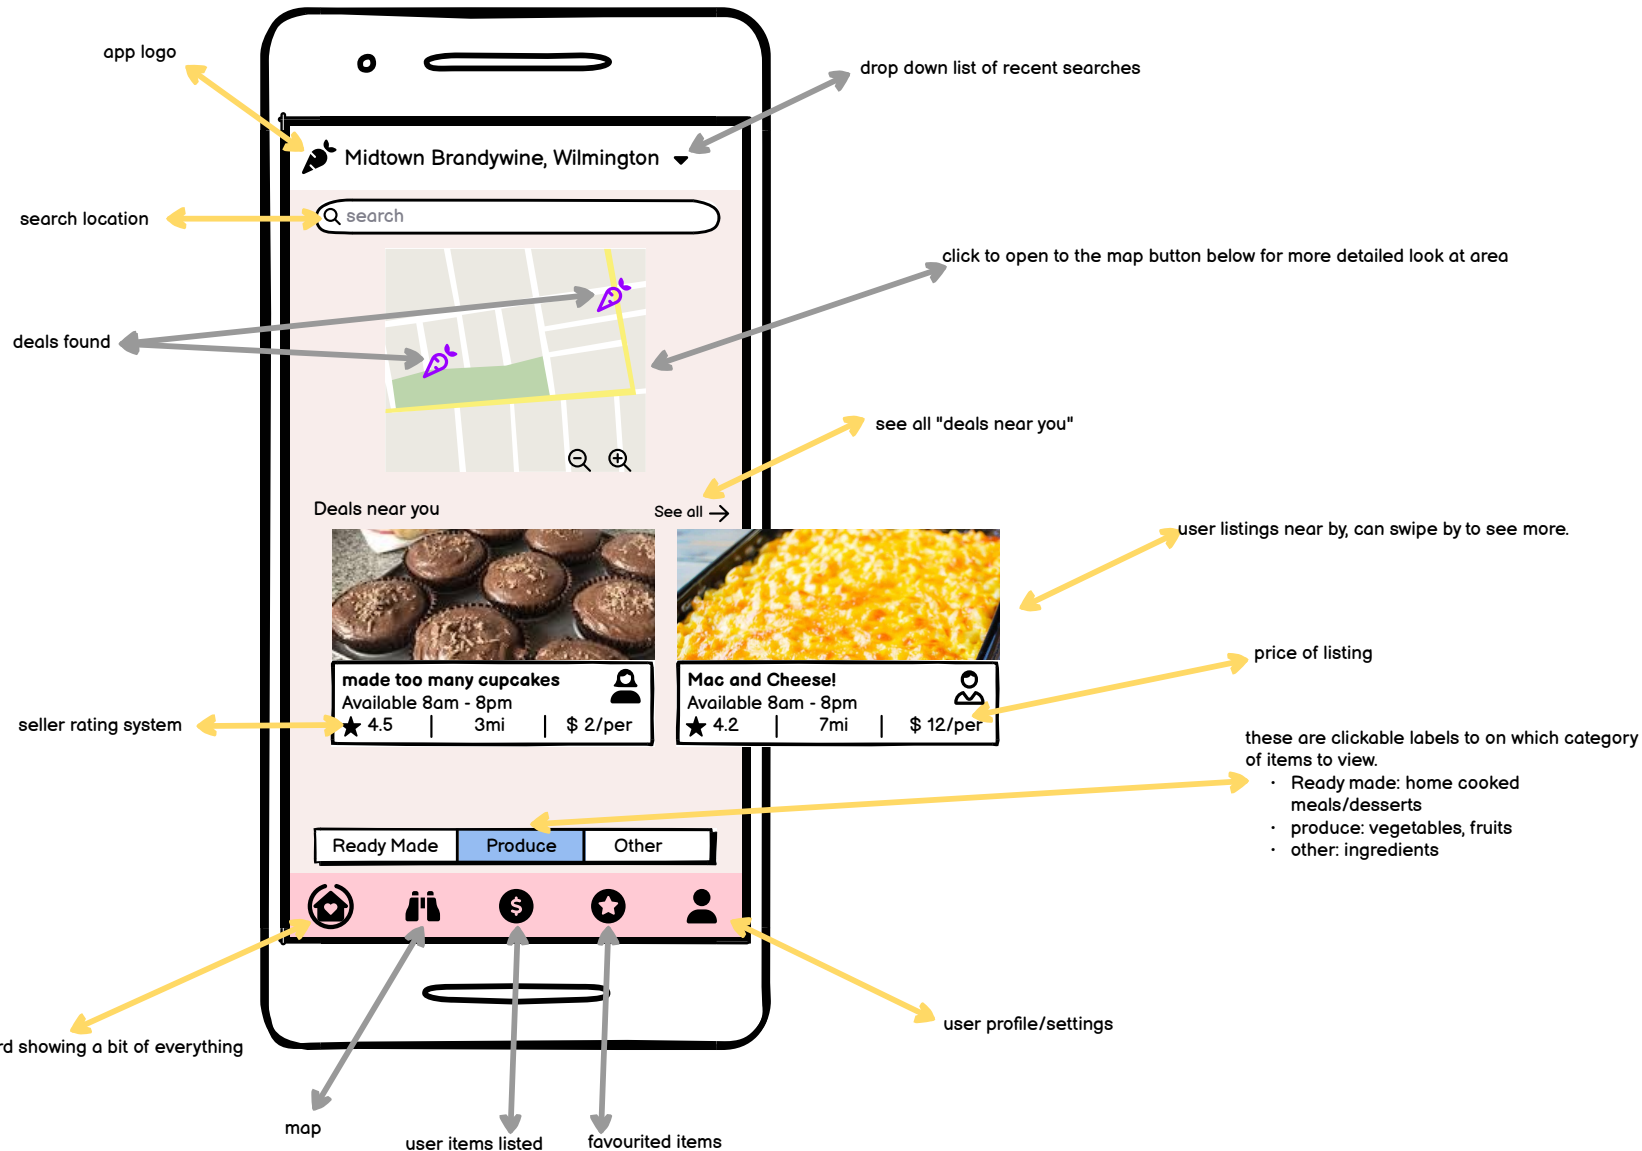 app logo
drop down list of recent searches
Midtown Brandywine, Wilmington
search location
search
click to open to the map button below for more detailed look at area
deals found
see all "deals near you"
Deals near you
See all
user listings near by, can swipe by to see more.
price of listing
made too many cupcakes
Available 8am - 8pm
4.5 | 3mi | $ 2/per
Mac and Cheese!
Available 8am - 8pm
4.2 | 7mi | $ 12/per
seller rating system
these are clickable labels to on which category
of items to view.
· Ready made: home cooked
meals/desserts
· produce: vegetables, fruits
· other: ingredients
Ready Made
Produce
Other
$
user profile/settings
showing a bit of everything
map
user items listed
favourited items